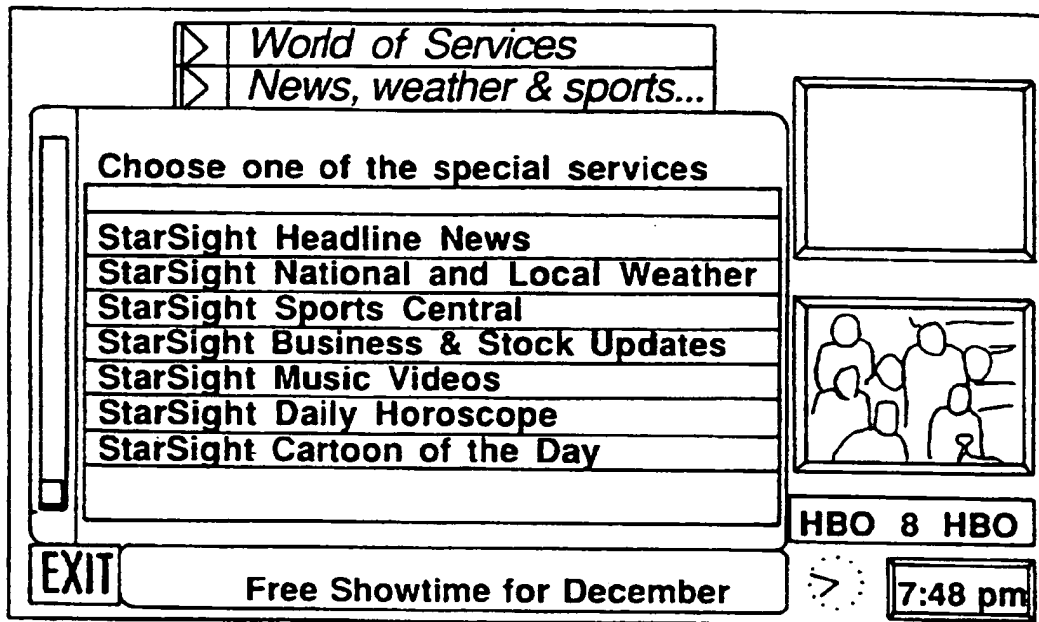 World of Services
News, weather & sports...
Choose one of the special services
StarSight Headline News
StarSight National and Local Weather
StarSight Sports Central
StarSight Business & Stock Updates
StarSight Music Videos
StarSight Daily Horoscope
StarSight Cartoon of the Day
HBO 8 HBO
EXIT
Free Showtime for December
7:48 pm